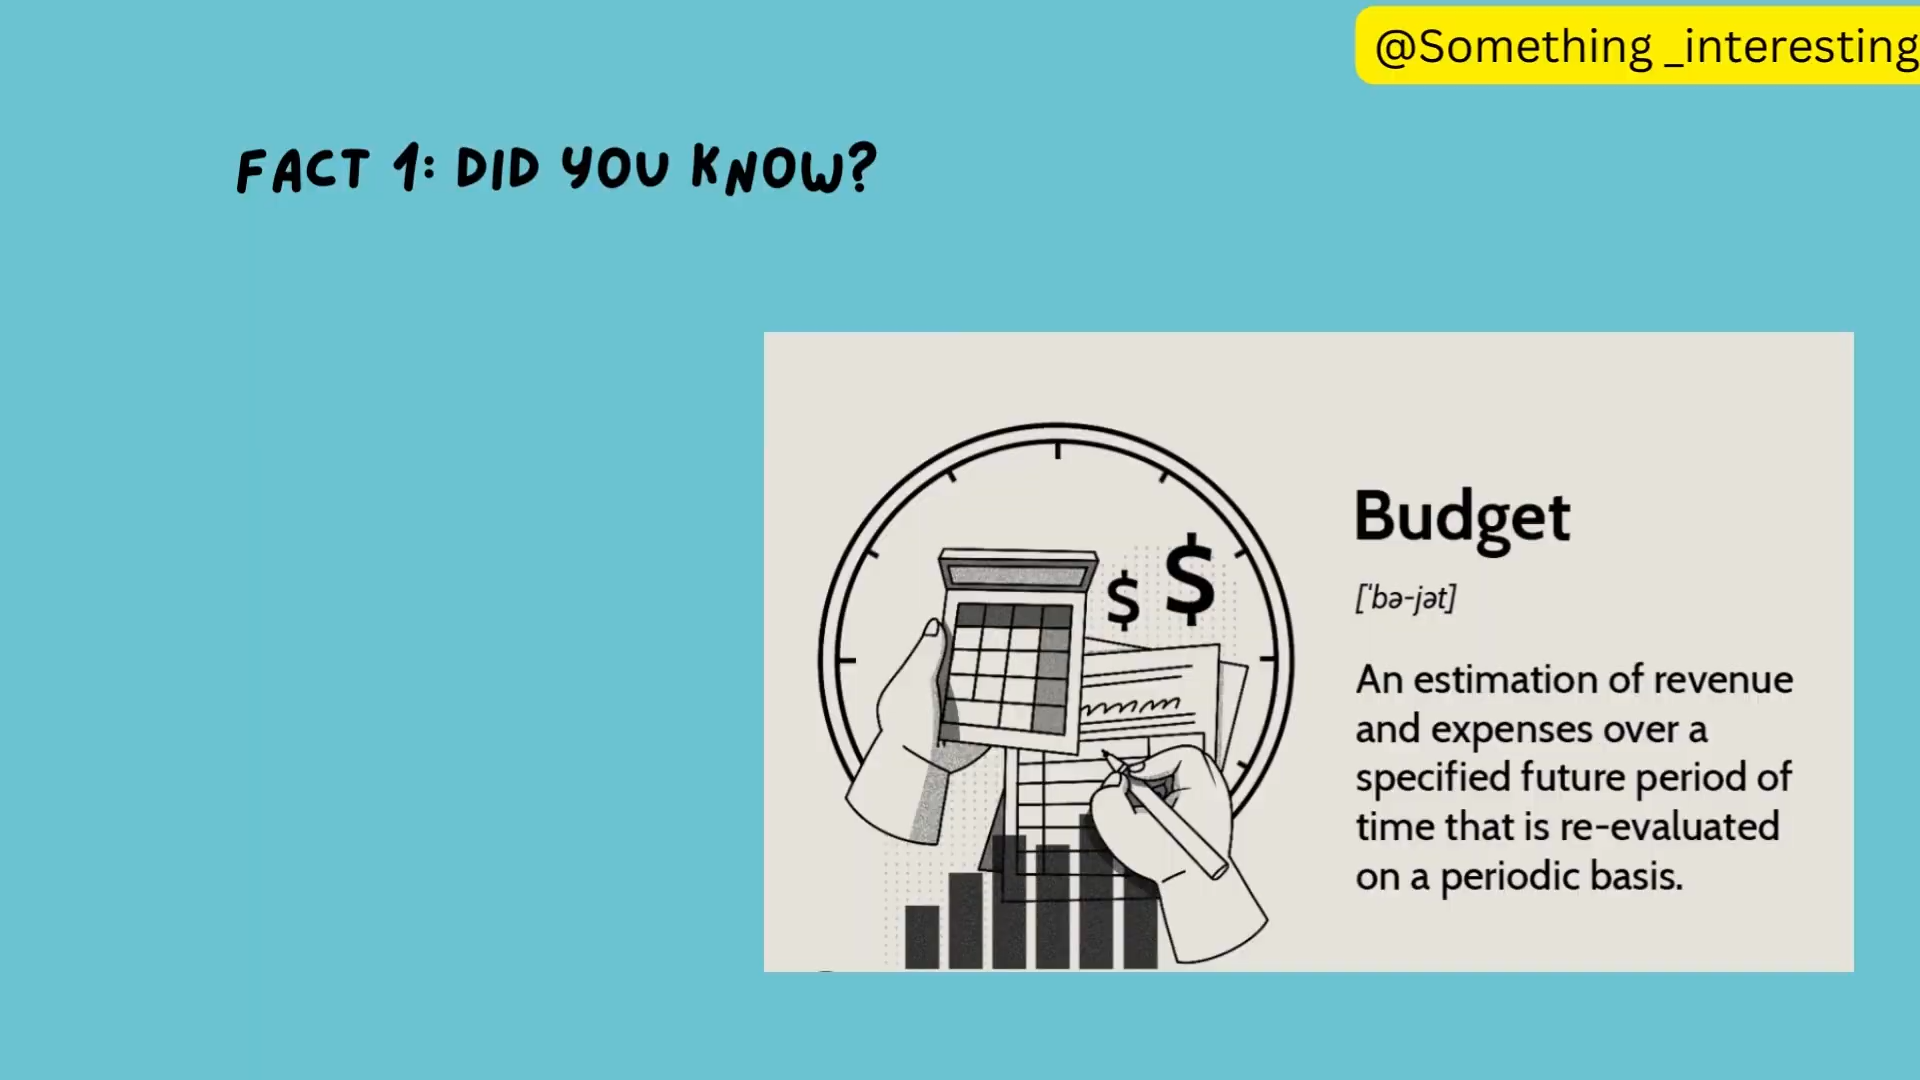 @Something _interesting
FACT 1: DID YOU KNOW?
$ $
Budget
['bə-jət]
An estimation of revenue
and expenses over a
specified future period of
time that is re-evaluated
on a periodic basis.